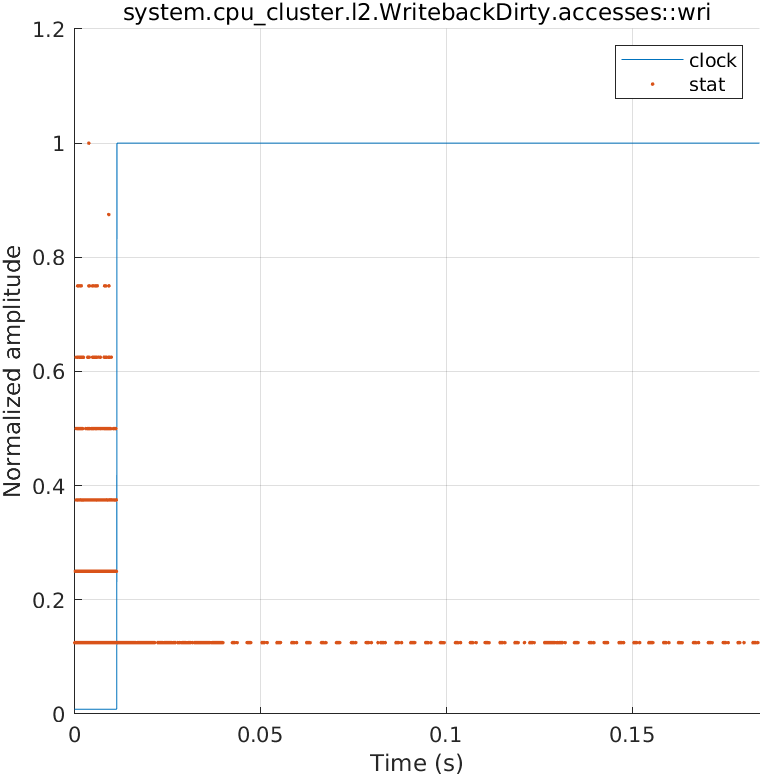 system.cpu_cluster.l2.WritebackDirty.accesses::wri
1.2
clock
stat
1
0.8
0.6
0.4
0.2
0
Normalized amplitude
0 0.05 0.1 0.15
Time (s)